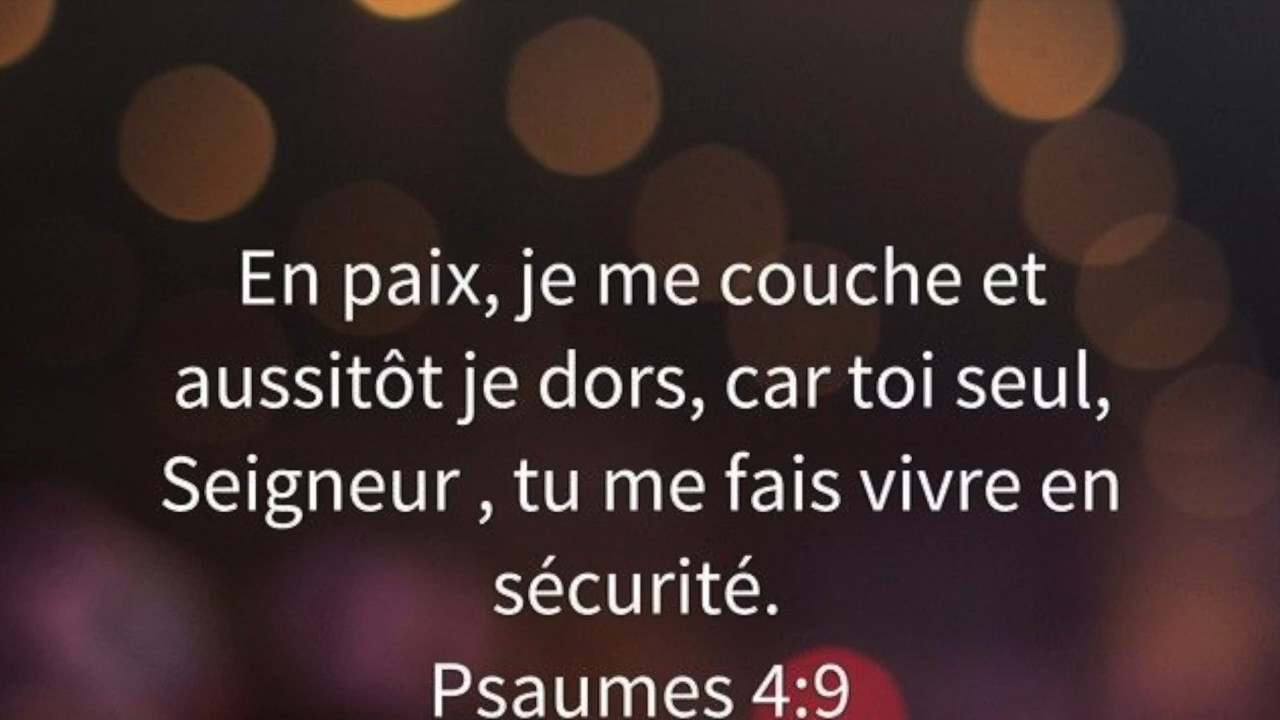 En paix, je me couche et
aussitôt je dors, car toi seul,
Seigneur , tu me fais vivre en
sécurité.
Psaumes 4:9